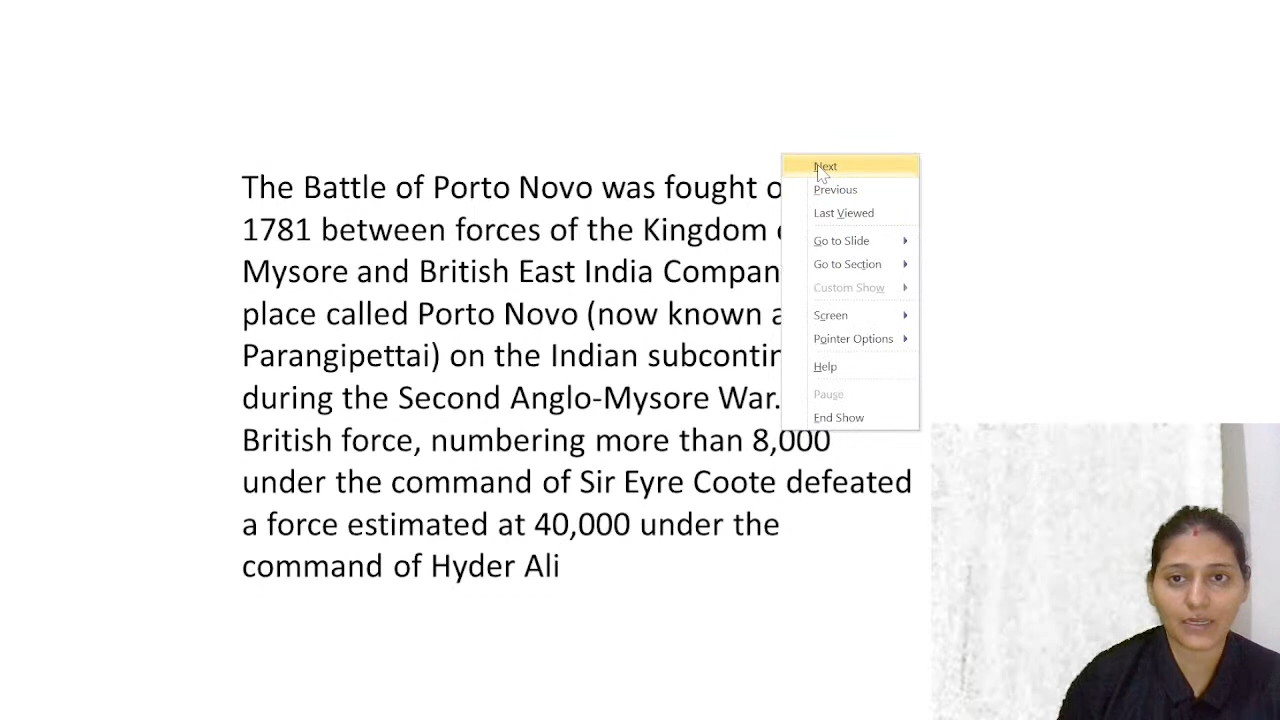 The Battle of Porto Novo was fought
1781 between forces of the Kingdom
Mysore and British East India
place called Porto Novo (now known
Parangipettai) on the Indian
during the Second Anglo-Mysore War.
British force, numbering more than 8,000
under the command of Sir Eyre Coote defeated
a force estimated at 40,000 under the
command of Hyder Ali
Next
Previous
Last Viewed
Go to Slide
Go to Section
Custom Show
Screen
Pointer Options
Help
Pause
End Show